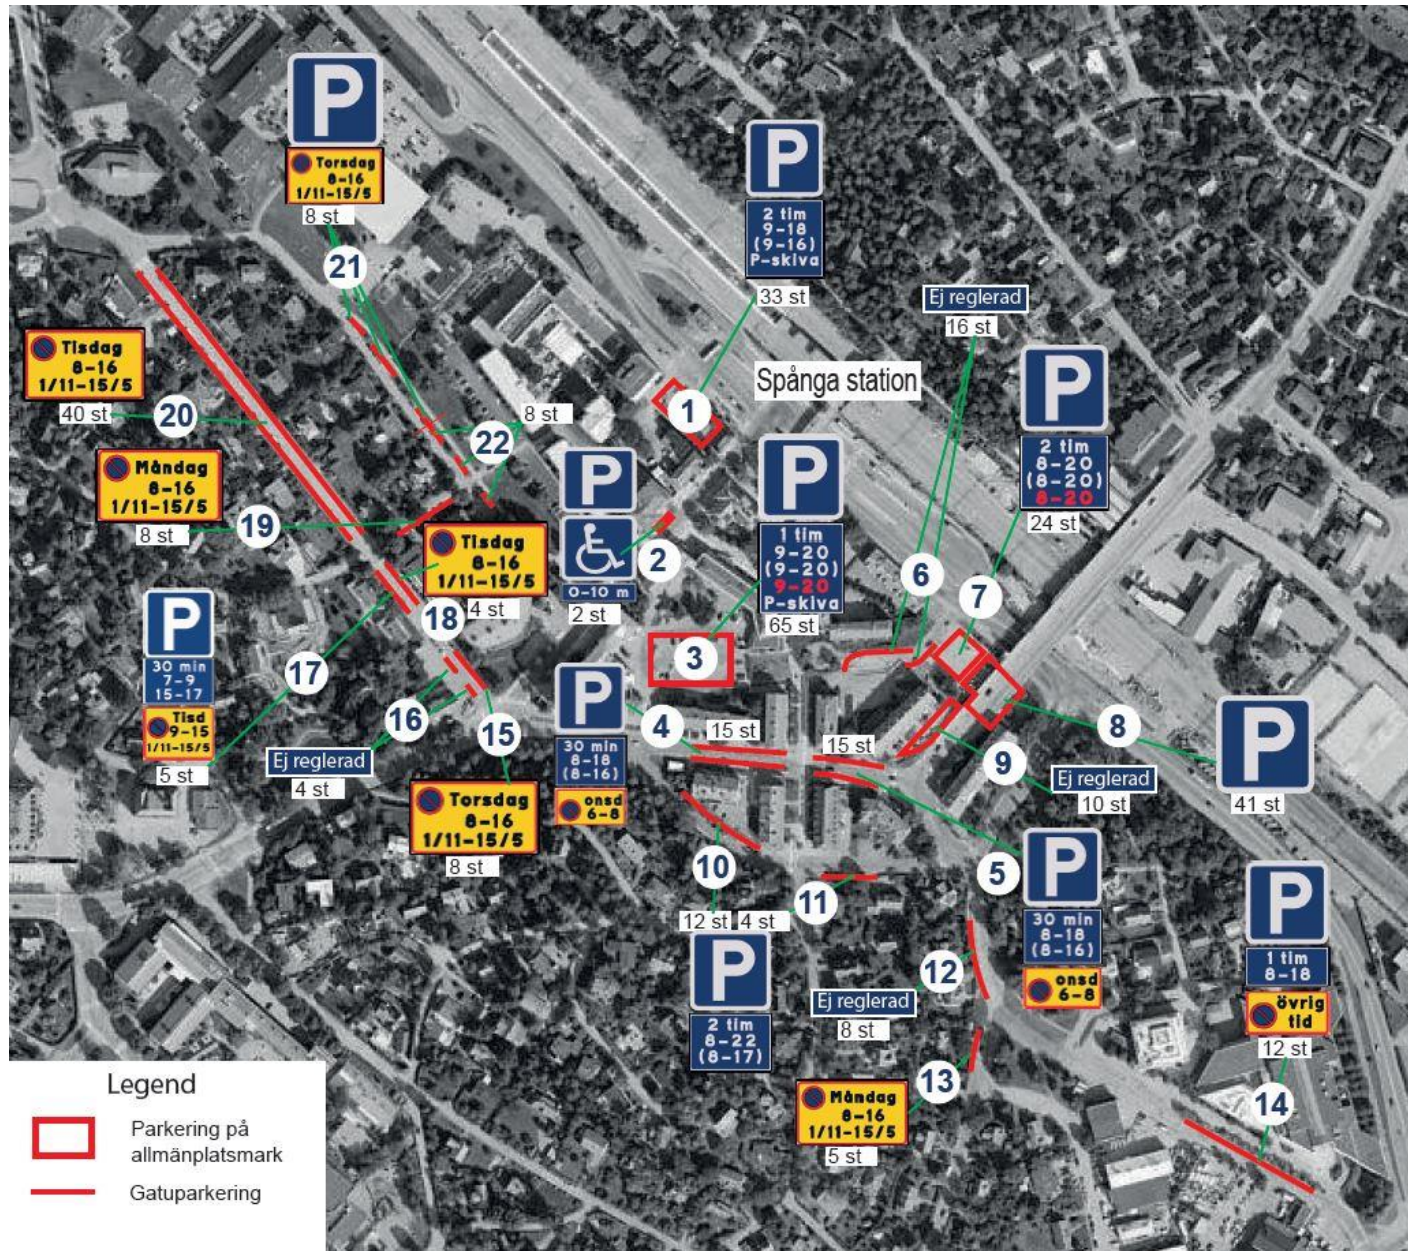 P
Torsdag
8-16
1/11-15/5
8 st
21
P
2 tim
9-18
(9-16)
P-skiva
33 st
1
Spånga station
Ej reglerad
16 st
6
P
2 tim
8-20
(8-20)
8-20
24 st
7
Tisdag
8-16
1/11-15/5
40 st
20
8 st
22
Måndag
8-16
1/11-15/5
8 st
19
Tisdag
8-16
1/11-15/5
4 st
18
P
0-10 m
2 st
2
P
1 tim
9-20
(9-20)
9-20
P-skiva
65 st
3
P
30 min
7-9
15-17
Tisd
9-15
1/11-15/5
5 st
17
16
Ej reglerad
4 st
15
Torsdag
8-16
1/11-15/5
8 st
P
30 min
8-18
(8-16)
onsd
6-8
4
15 st
15 st
5
P
30 min
8-18
(8-16)
onsd
6-8
8
P
41 st
9
Ej reglerad
10 st
10
12 st
4 st
11
P
2 tim
8-22
(8-17)
12
Ej reglerad
8 st
13
Måndag
8-16
1/11-15/5
5 st
P
1 tim
8-18
övrig
tid
12 st
14
Legend
Parkering på
allmänplatsmark
Gatuparkering